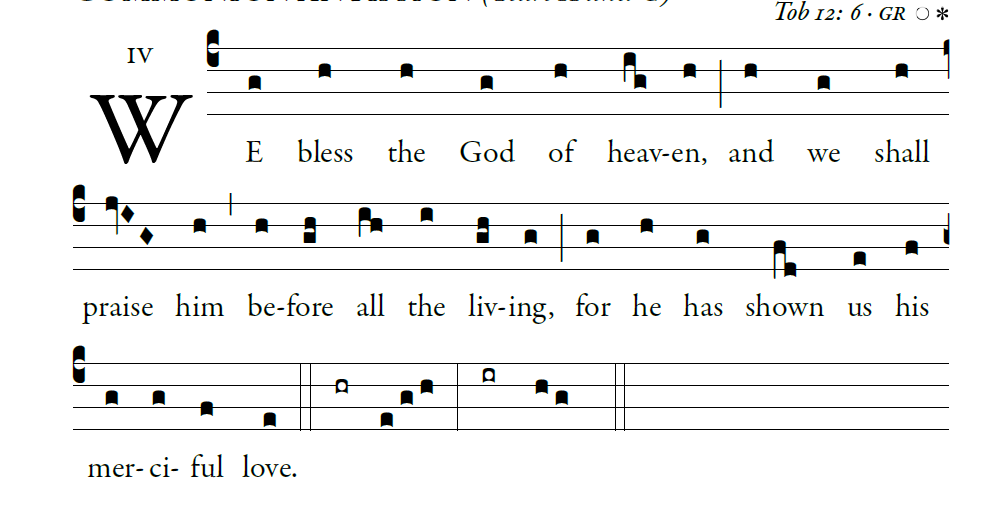 Tob 12: 6 · GR
IV
WE bless the God of heav-en, and we shall
praise him be-fore all the liv-ing, for he has shown us his
mer- ci- ful love.